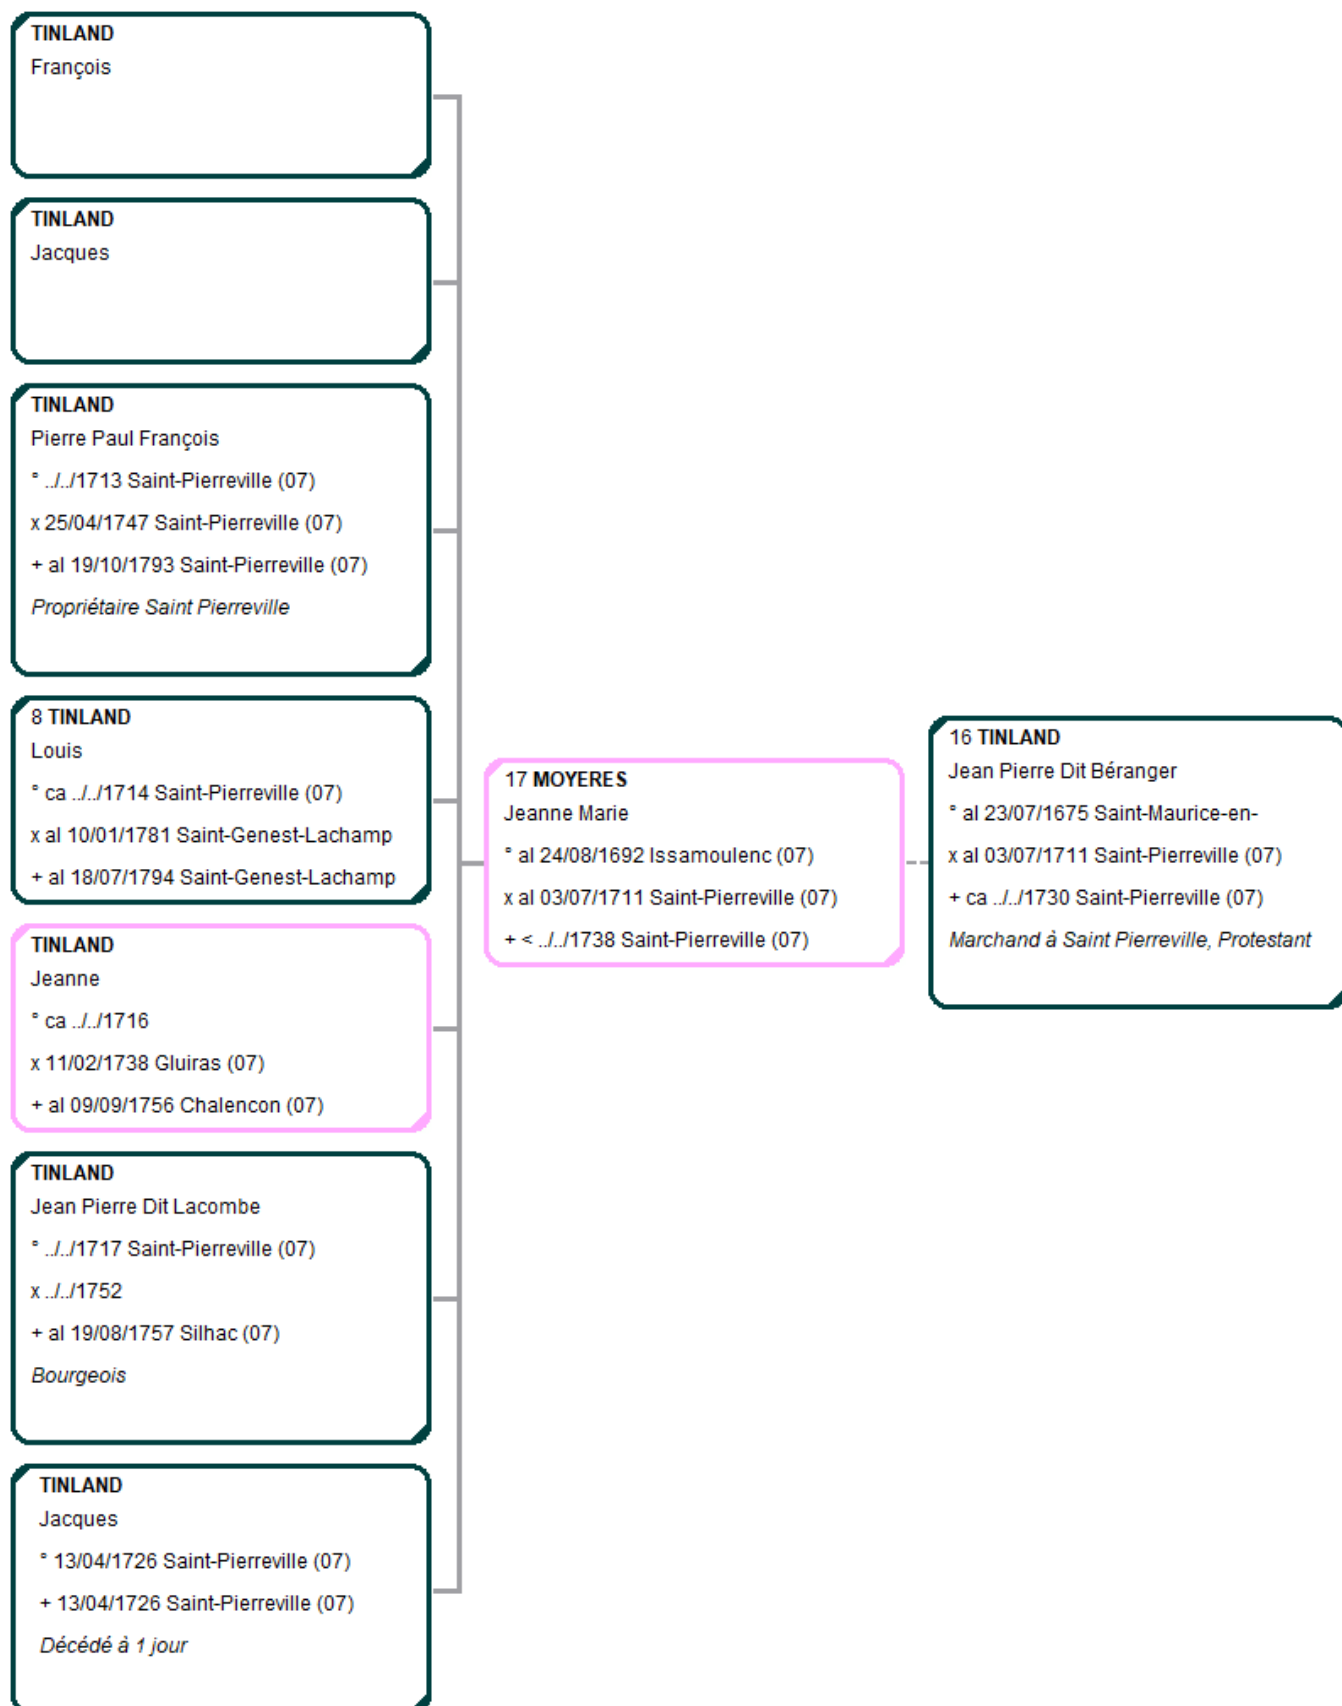 TINLAND
François
TINLAND
Jacques
TINLAND
Pierre Paul François
° ../../1713 Saint-Pierreville (07)
x 25/04/1747 Saint-Pierreville (07)
+ al 19/10/1793 Saint-Pierreville (07)
Propriétaire Saint Pierreville
8 TINLAND
Louis
° ca ../../1714 Saint-Pierreville (07)
x al 10/01/1781 Saint-Genest-Lachamp
+ al 18/07/1794 Saint-Genest-Lachamp
TINLAND
Jeanne
° ca ../../1716
x 11/02/1738 Gluiras (07)
+ al 09/09/1756 Chalencon (07)
TINLAND
Jean Pierre Dit Lacombe
° ../../1717 Saint-Pierreville (07)
x ../../1752
+ al 19/08/1757 Silhac (07)
Bourgeois
TINLAND
Jacques
° 13/04/1726 Saint-Pierreville (07)
+ 13/04/1726 Saint-Pierreville (07)
Décédé à 1 jour
17 MOYERES
Jeanne Marie
° al 24/08/1692 Issamoulenc (07)
x al 03/07/1711 Saint-Pierreville (07)
+ < ../../1738 Saint-Pierreville (07)
16 TINLAND
Jean Pierre Dit Béranger
° al 23/07/1675 Saint-Maurice-en-
x al 03/07/1711 Saint-Pierreville (07)
+ ca ../../1730 Saint-Pierreville (07)
Marchand à Saint Pierreville, Protestant